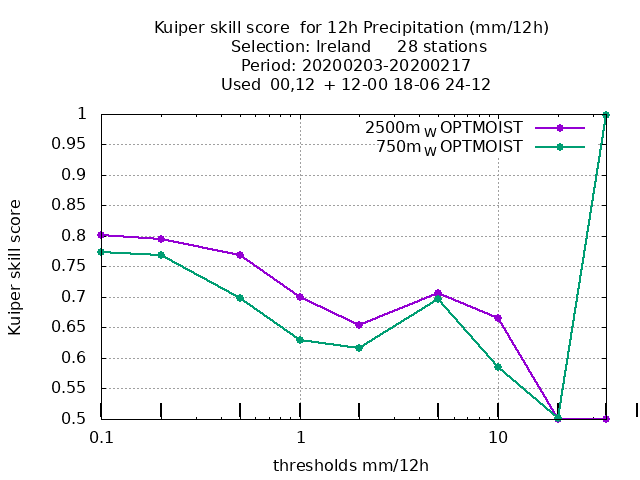 Kuiper skill score  for 12h Precipitation (mm/12h)
Selection: Ireland     28 stations
Period: 20200203-20200217
Used  00,12  + 12-00 18-06 24-12
2500m W OPTMOIST
750m W OPTMOIST
Kuiper skill score
1
0.95
0.9
0.85
0.8
0.75
0.7
0.65
0.6
0.55
0.5
0.1
1
10
thresholds mm/12h